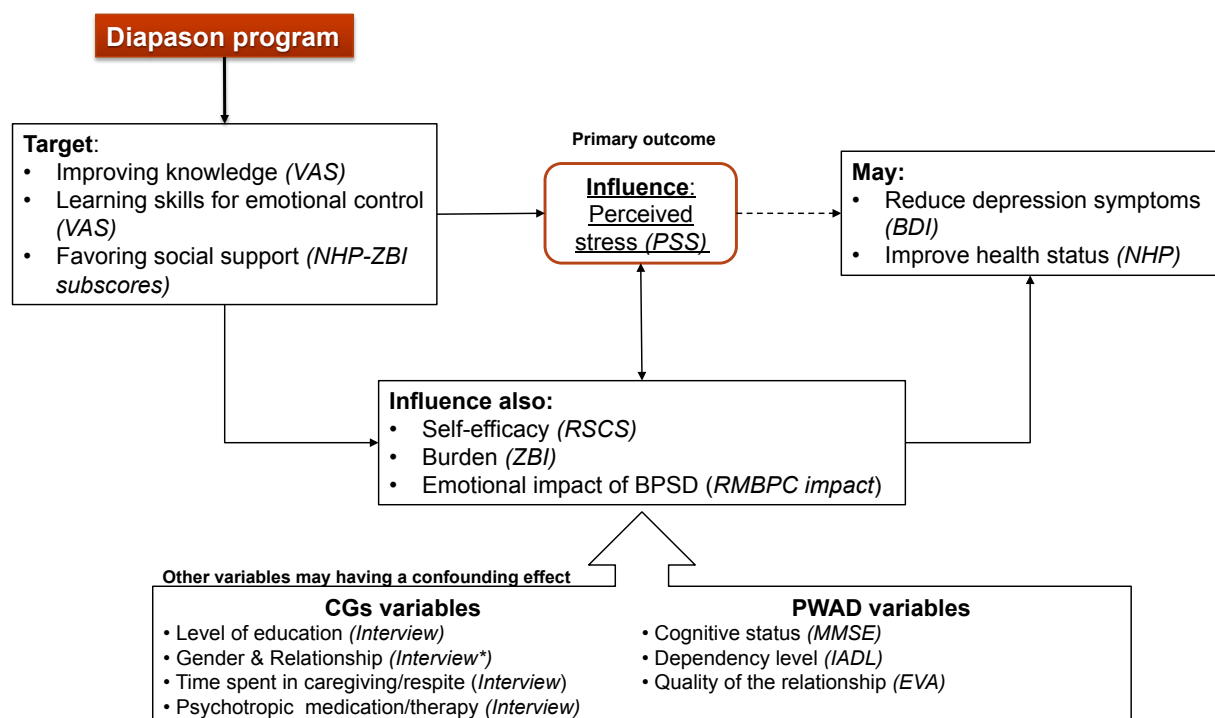 Diapason program
Target:
• Improving knowledge (VAS)
• Learning skills for emotional control
(VAS)
• Favoring social support (NHP-ZBI
subscores)
Primary outcome
Influence:
Perceived
stress (PSS)
May:
• Reduce depression symptoms
(BDI)
• Improve health status (NHP)
Influence also:
• Self-efficacy (RSCS)
• Burden (ZBI)
• Emotional impact of BPSD (RMBPC impact)
Other variables may having a confounding effect
CGs variables
• Level of education (Interview)
• Gender & Relationship (Interview*)
• Time spent in caregiving/respite (Interview)
• Psychotropic medication/therapy (Interview)
PWAD variables
• Cognitive status (MMSE)
• Dependency level (IADL)
• Quality of the relationship (EVA)